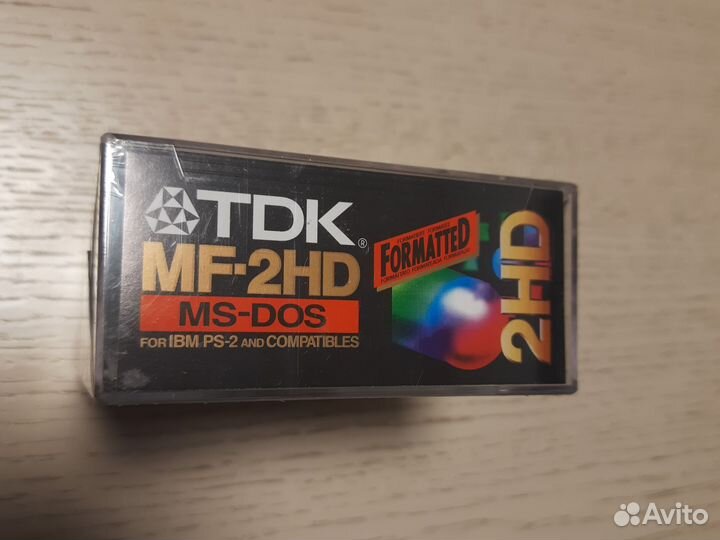 TDK®
MF-2HD
MS-DOS
FOR IBM PS-2 AND COMPATIBLES
FORMATTED
2HD
Avito